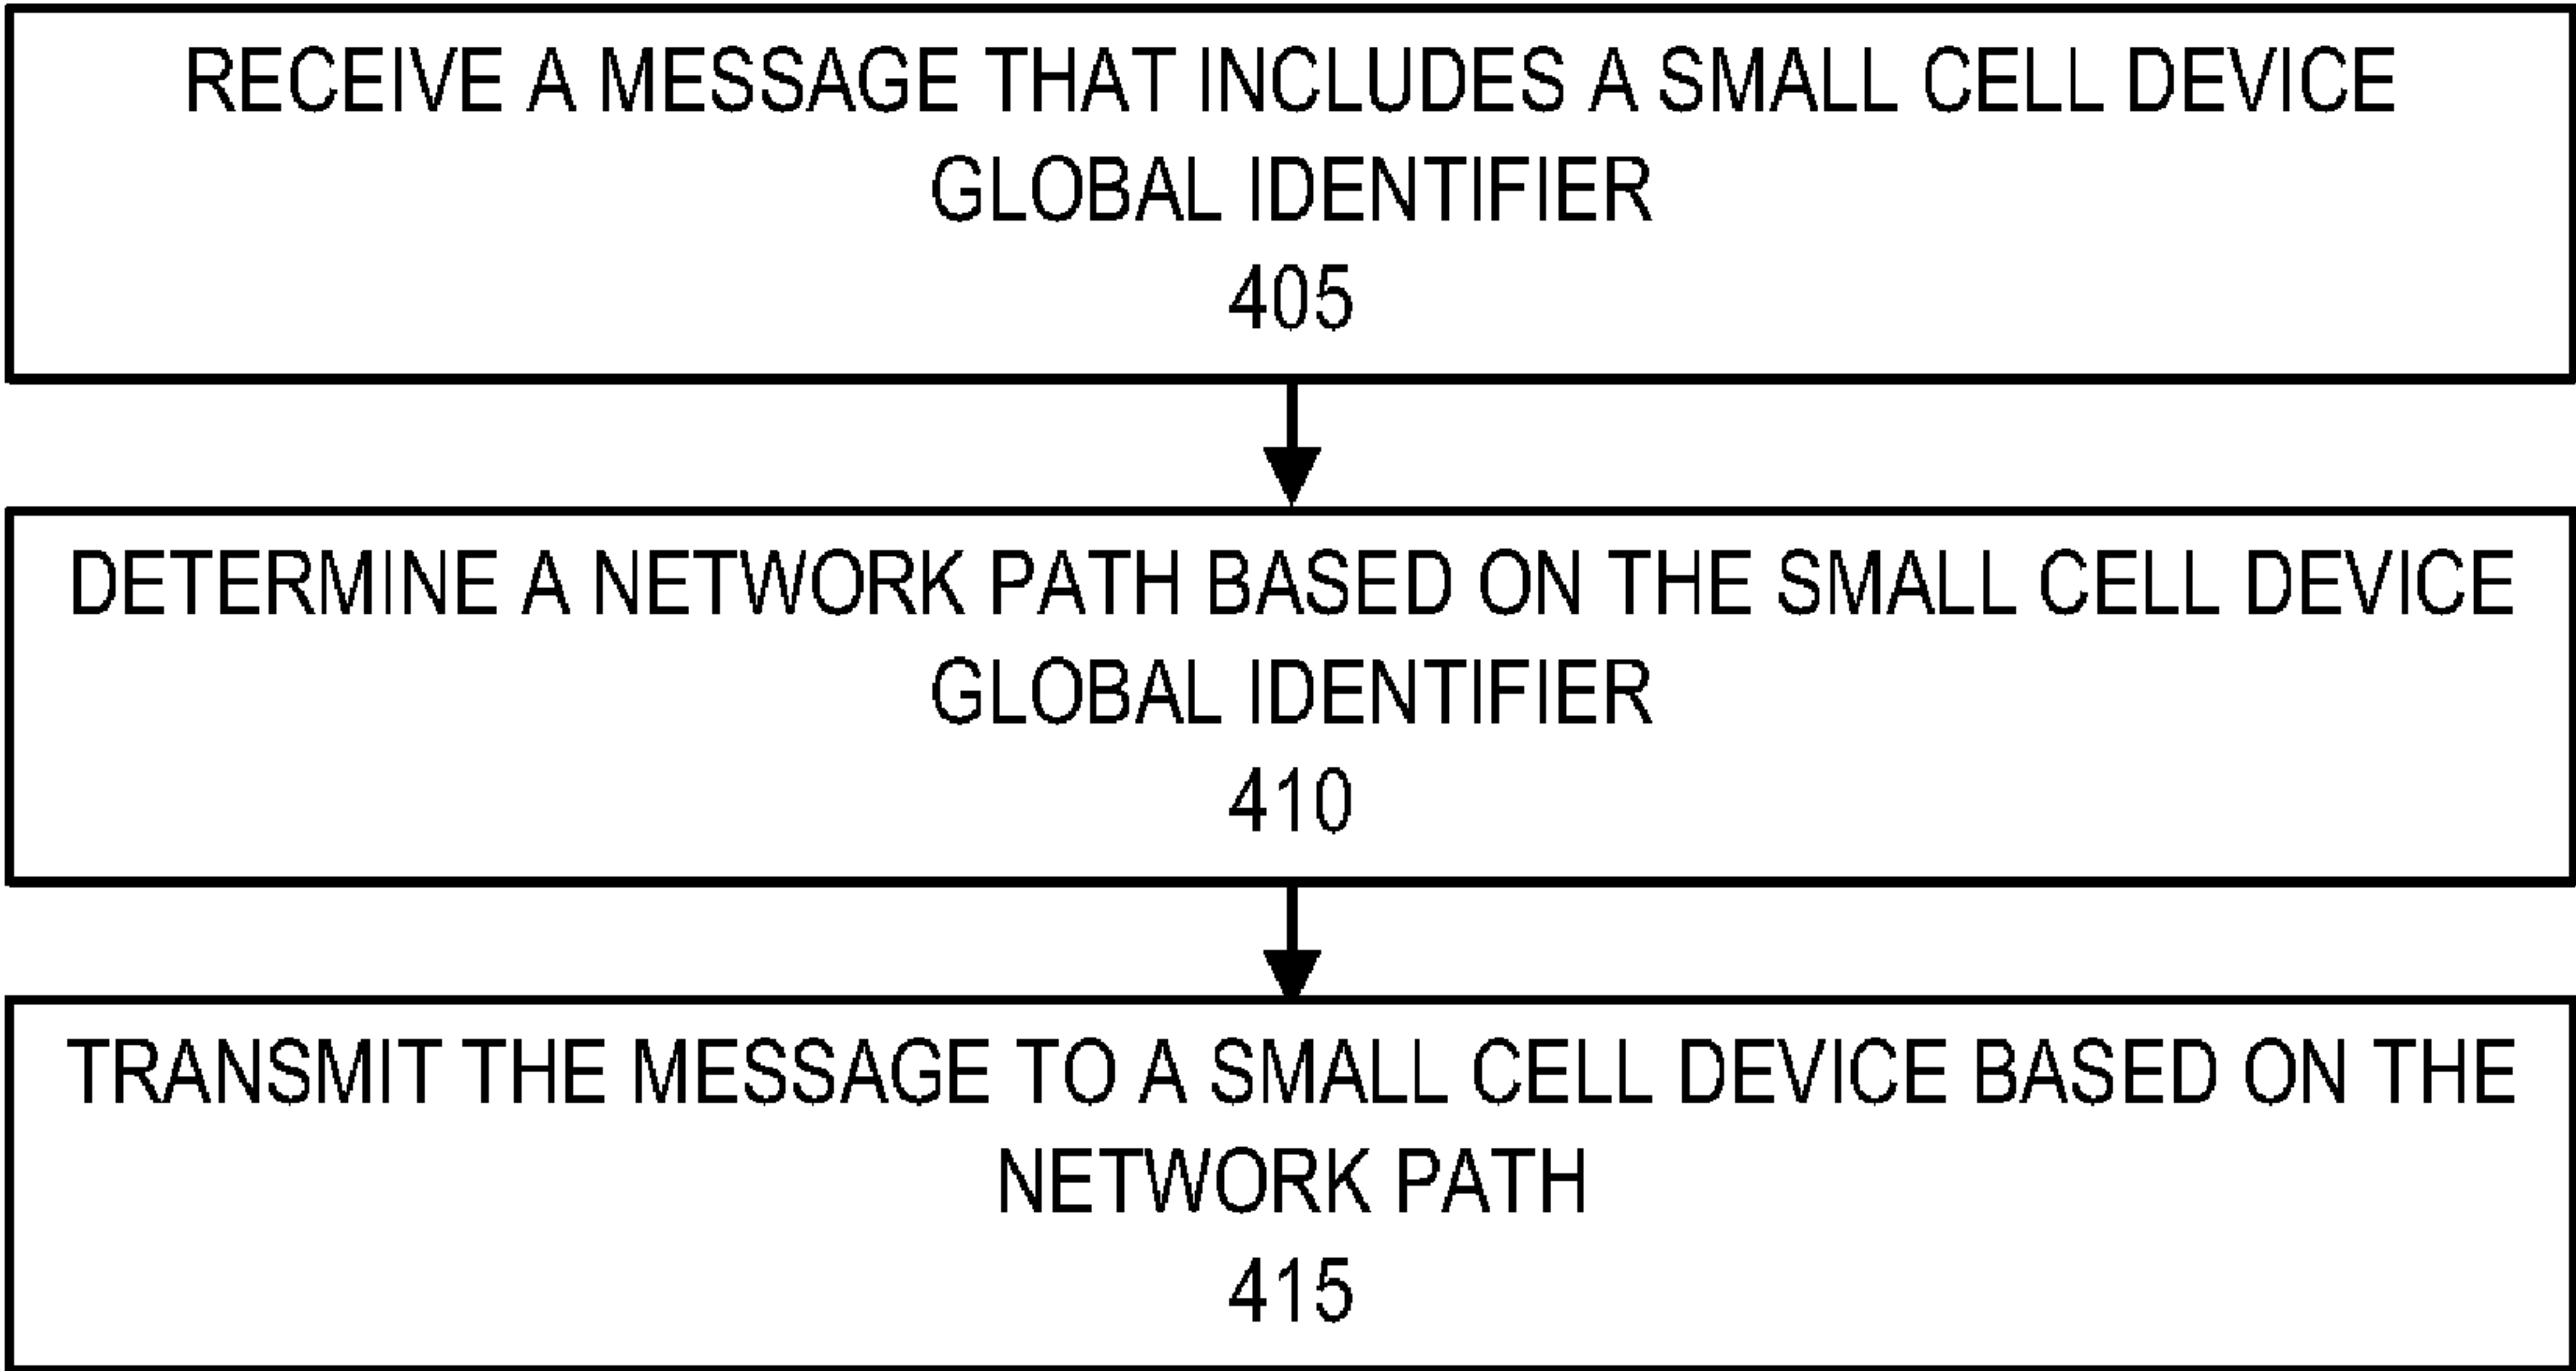 RECEIVE A MESSAGE THAT INCLUDES A SMALL CELL DEVICE
GLOBAL IDENTIFIER
405
DETERMINE A NETWORK PATH BASED ON THE SMALL CELL DEVICE
GLOBAL IDENTIFIER
410
TRANSMIT THE MESSAGE TO A SMALL CELL DEVICE BASED ON THE
NETWORK PATH
415